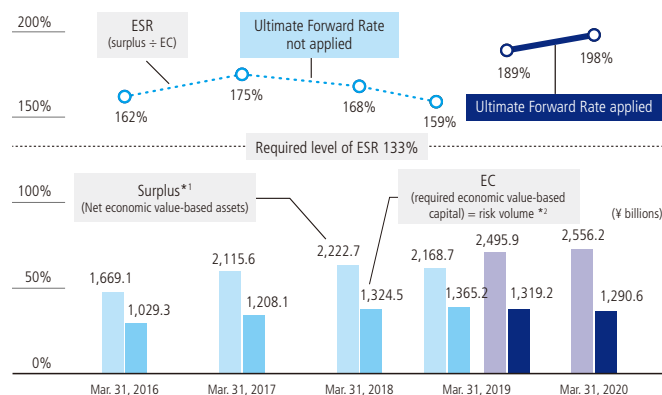 200%
ESR
(surplus ÷ EC)
Ultimate Forward Rate
not applied
162%
175%
168%
159%
189%
198%
Ultimate Forward Rate applied
150%
Required level of ESR 133%
100%
Surplus*1
(Net economic value-based assets)
EC
(required economic value-based
capital) = risk volume *2
(¥ billions)
50%
1,669.1
1,029.3
2,115.6
1,208.1
2,222.7
1,324.5
2,168.7
1,365.2
2,495.9
1,319.2
2,556.2
1,290.6
0%
Mar. 31, 2016
Mar. 31, 2017
Mar. 31, 2018
Mar. 31, 2019
Mar. 31, 2020